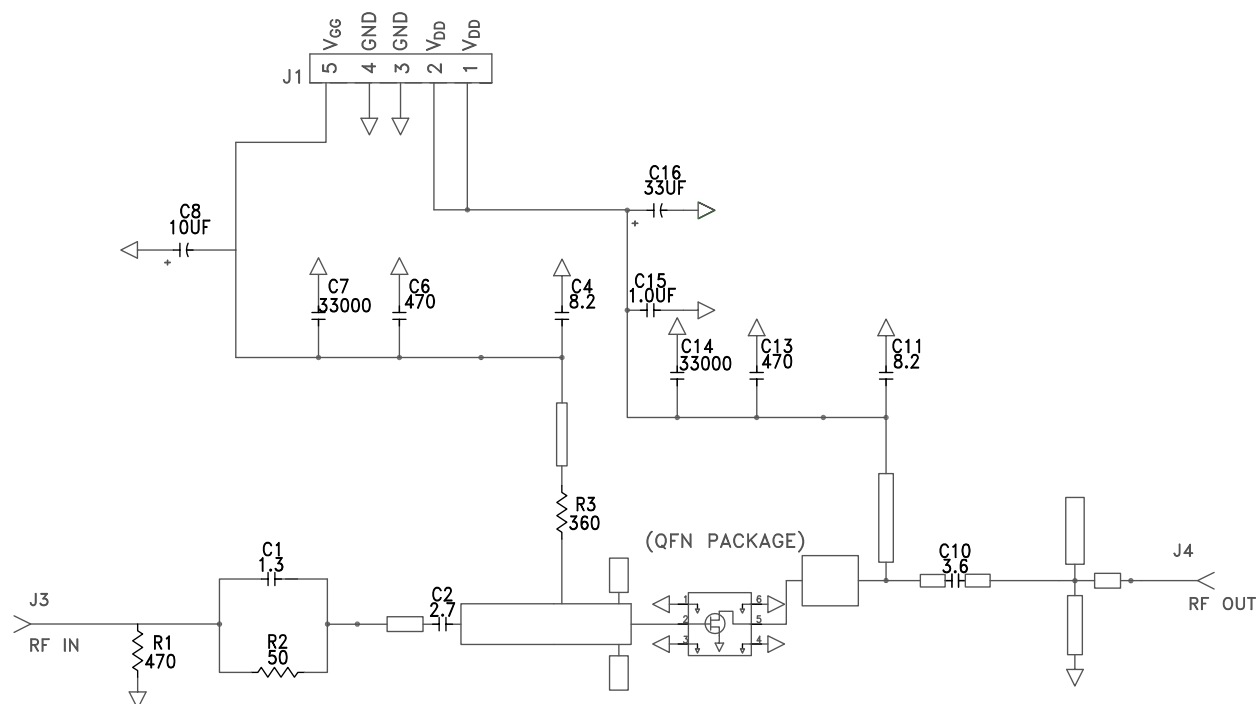 VGG
GND
GND
VDD
VDD
J1
5
4
3
2
1
C16
33UF
+
C8
10UF
+
C7
33000
C6
470
C4
8.2
C15
1.0UF
C14
33000
C13
470
C11
8.2
R3
360
(QFN PACKAGE)
C10
3.6
J4
RF OUT
C1
1.3
C2
2.7
J3
RF IN
R1
470
R2
50
1
2
3
6
5
4